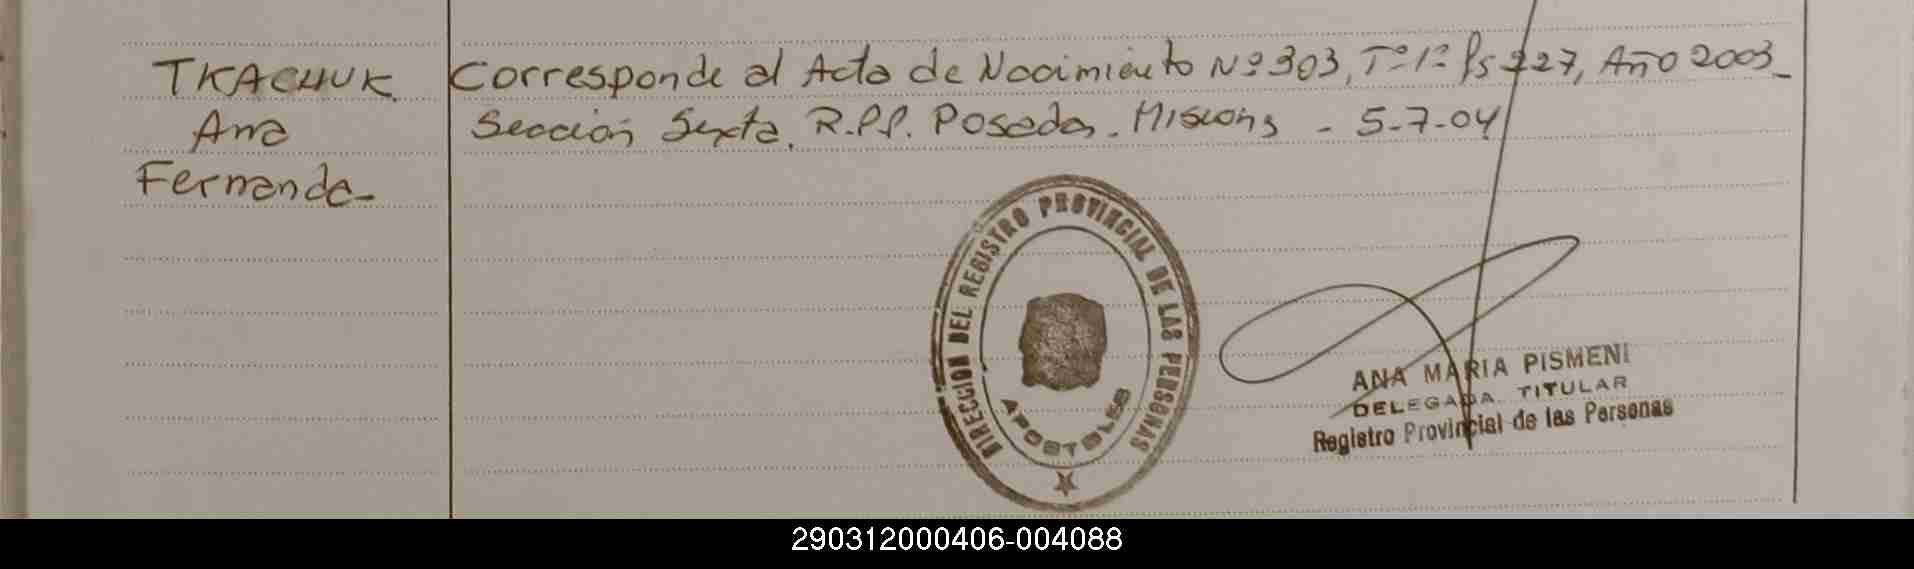 TKACHUK Corresponde al Acta de Nacimiento Nº 303, Tº 1º Fs 227, Año 2003_
Ana Sección Sexta. R.P.P. Posadas. Misiones - 5-7-04
Fernanda_
DIRECCION DEL REGISTRO PROVINCIAL DE LAS PERSONAS
APOSTOLES
ANA MARIA PISMENI
DELEGADA TITULAR
Registro Provincial de las Personas
290312000406-004088